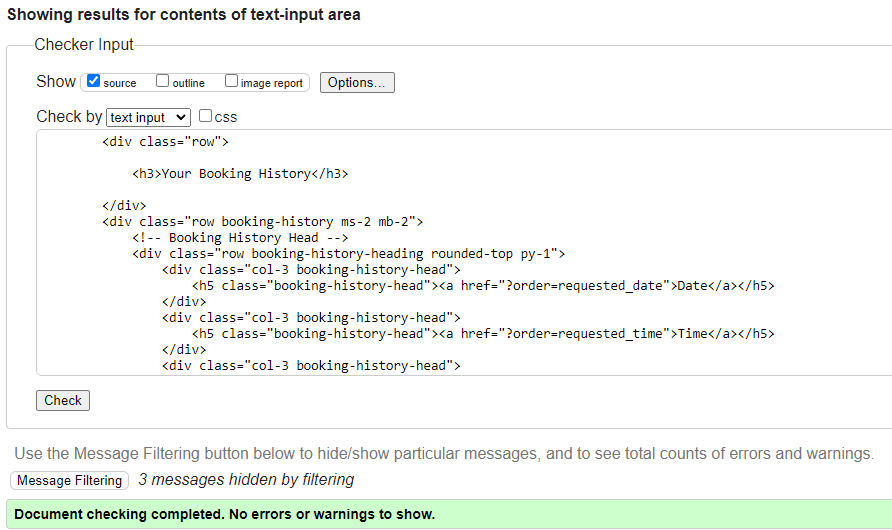 Showing results for contents of text-input area
Checker Input
Show source outline image report Options...
Check by text input css
<div class="row">
<h3>Your Booking History</h3>
</div>
<div class="row booking-history ms-2 mb-2">
<!-- Booking History Head -->
<div class="row booking-history-heading rounded-top py-1">
<div class="col-3 booking-history-head">
<h5 class="booking-history-head"><a href="?order=requested_date">Date</a></h5>
</div>
<div class="col-3 booking-history-head">
<h5 class="booking-history-head"><a href="?order=requested_time">Time</a></h5>
</div>
<div class="col-3 booking-history-head">
Check
Use the Message Filtering button below to hide/show particular messages, and to see total counts of errors and warnings.
Message Filtering 3 messages hidden by filtering
Document checking completed. No errors or warnings to show.